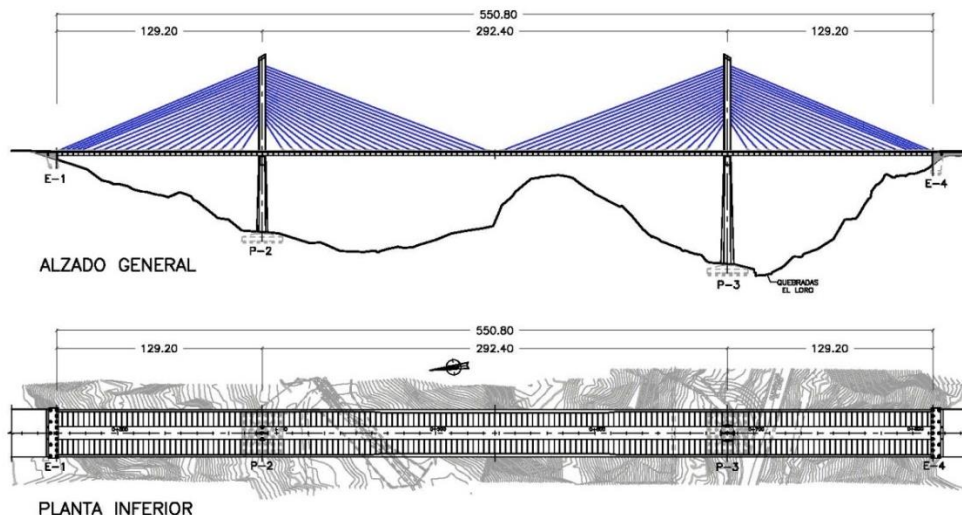 550.80
129.20 292.40 129.20
E-1 E-4
P-2
P-3
ALZADO GENERAL
QUEBRADAS
EL LORO
550.80
129.20 292.40 129.20
E-1 P-2 P-3 E-4
PLANTA INFERIOR